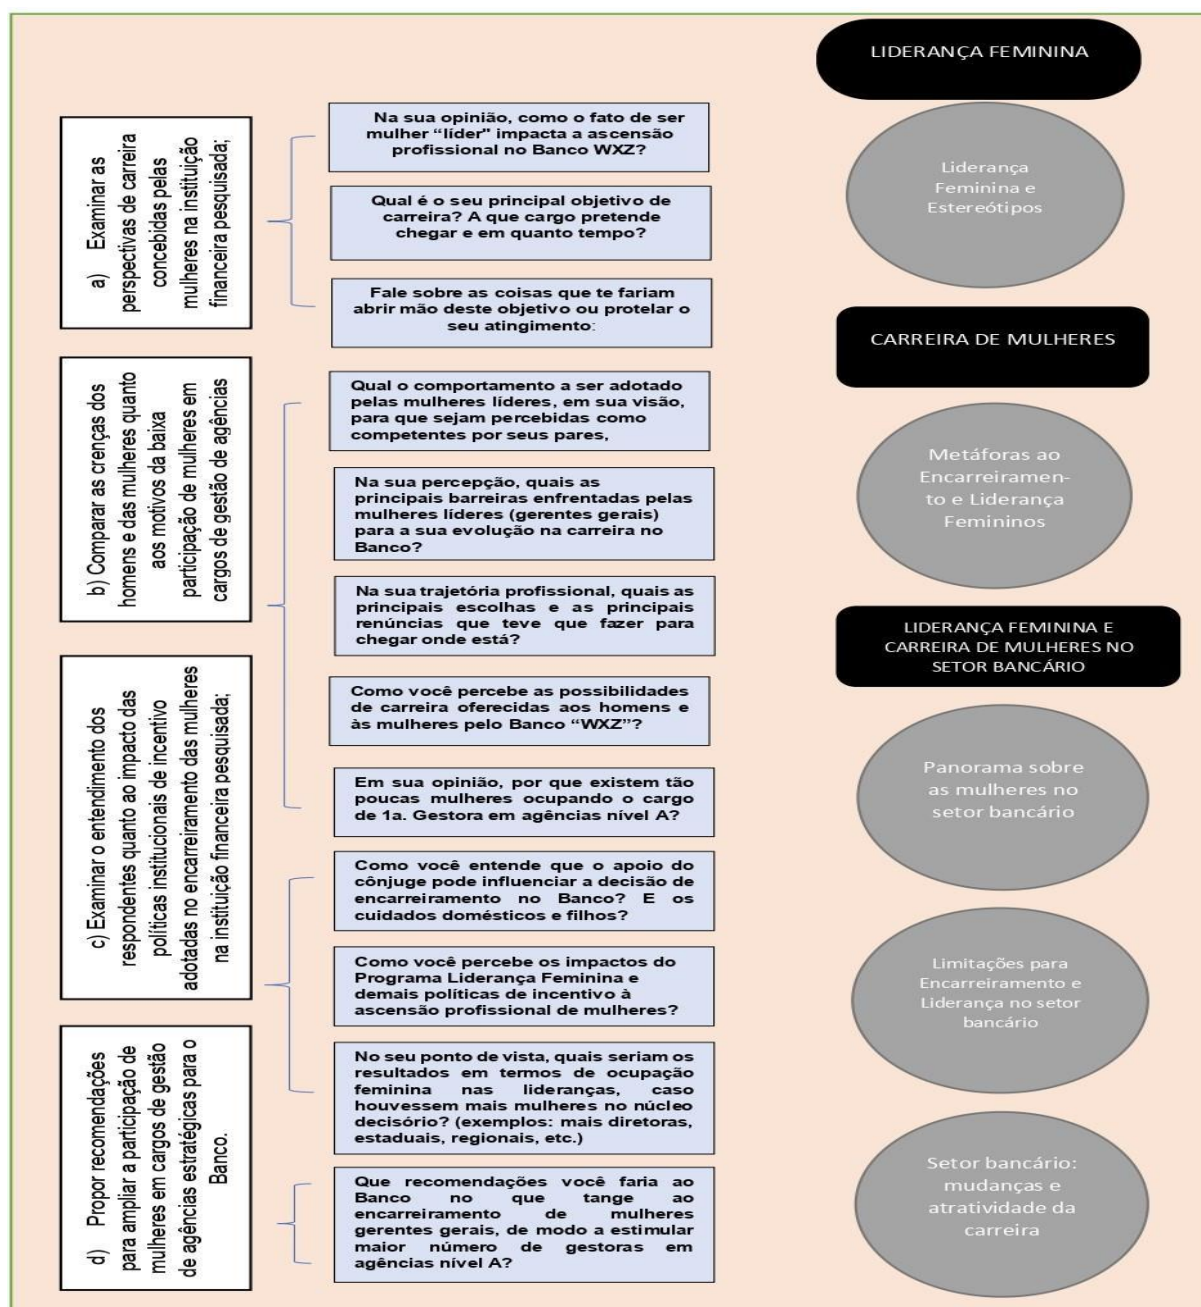 a) Examinar as
perspectivas de carreira
concebidas pelas
mulheres na instituição
financeira pesquisada;
Na sua opinião, como o fato de ser
mulher “líder" impacta a ascensão
profissional no Banco WXZ?
Qual é o seu principal objetivo de
carreira? A que cargo pretende
chegar e em quanto tempo?
Fale sobre as coisas que te fariam
abrir mão deste objetivo ou protelar o
seu atingimento:
b) Comparar as crenças dos
homens e das mulheres quanto
aos motivos da baixa
participação de mulheres em
cargos de gestão de agências
Qual o comportamento a ser adotado
pelas mulheres líderes, em sua visão,
para que sejam percebidas como
competentes por seus pares,
Na sua percepção, quais as
principais barreiras enfrentadas pelas
mulheres líderes (gerentes gerais)
para a sua evolução na carreira no
Banco?
Na sua trajetória profissional, quais as
principais escolhas e as principais
renúncias que teve que fazer para
chegar onde está?
Como você percebe as possibilidades
de carreira oferecidas aos homens e
às mulheres pelo Banco “WXZ”?
Em sua opinião, por que existem tão
poucas mulheres ocupando o cargo
de 1a. Gestora em agências nível A?
c) Examinar o entendimento dos
respondentes quanto ao impacto das
políticas institucionais de incentivo
adotadas no encarreiramento das mulheres
na instituição financeira pesquisada;
Como você entende que o apoio do
cônjuge pode influenciar a decisão de
encarreiramento no Banco? E os
cuidados domésticos e filhos?
Como você percebe os impactos do
Programa Liderança Feminina e
demais políticas de incentivo à
ascensão profissional de mulheres?
No seu ponto de vista, quais seriam os
resultados em termos de ocupação
feminina nas lideranças, caso
houvessem mais mulheres no núcleo
decisório? (exemplos: mais diretoras,
estaduais, regionais, etc.)
d) Propor recomendações
para ampliar a participação de
mulheres em cargos de gestão
de agências estratégicas para o
Banco.
Que recomendações você faria ao
Banco no que tange ao
encarreiramento de mulheres
gerentes gerais, de modo a estimular
maior número de gestoras em
agências nível A?
LIDERANÇA FEMININA
Liderança
Feminina e
Estereótipos
CARREIRA DE MULHERES
Metáforas ao
Encarreiramen-
to e Liderança
Femininos
LIDERANÇA FEMININA E
CARREIRA DE MULHERES NO
SETOR BANCÁRIO
Panorama sobre
as mulheres no
setor bancário
Limitações para
Encarreiramento e
Liderança no setor
bancário
Setor bancário:
mudanças e
atratividade da
carreira